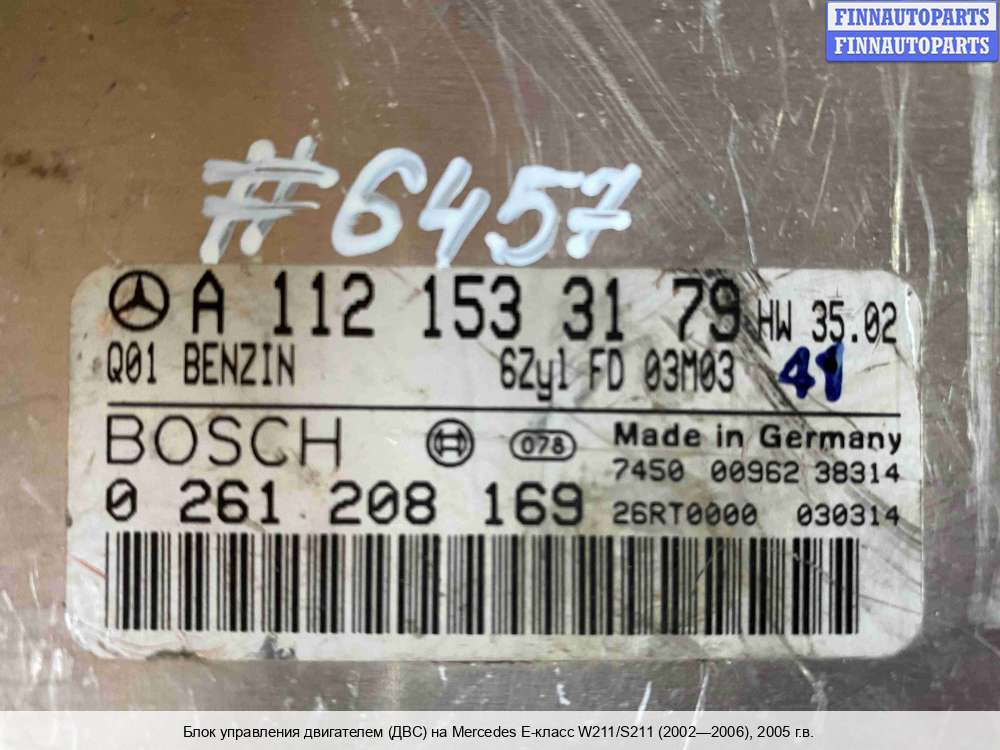 FINNAUTOPARTS
FINNAUTOPARTS
#6457
A 112 153 31 79 HW 35.02
Q01 BENZIN 6Zyl FD 03M03 41
BOSCH 078 Made in Germany
7450 00962 38314
0 261 208 169 26RT0000 030314
Блок управления двигателем (ДВС) на Mercedes E-класс W211/S211 (2002—2006), 2005 г.в.